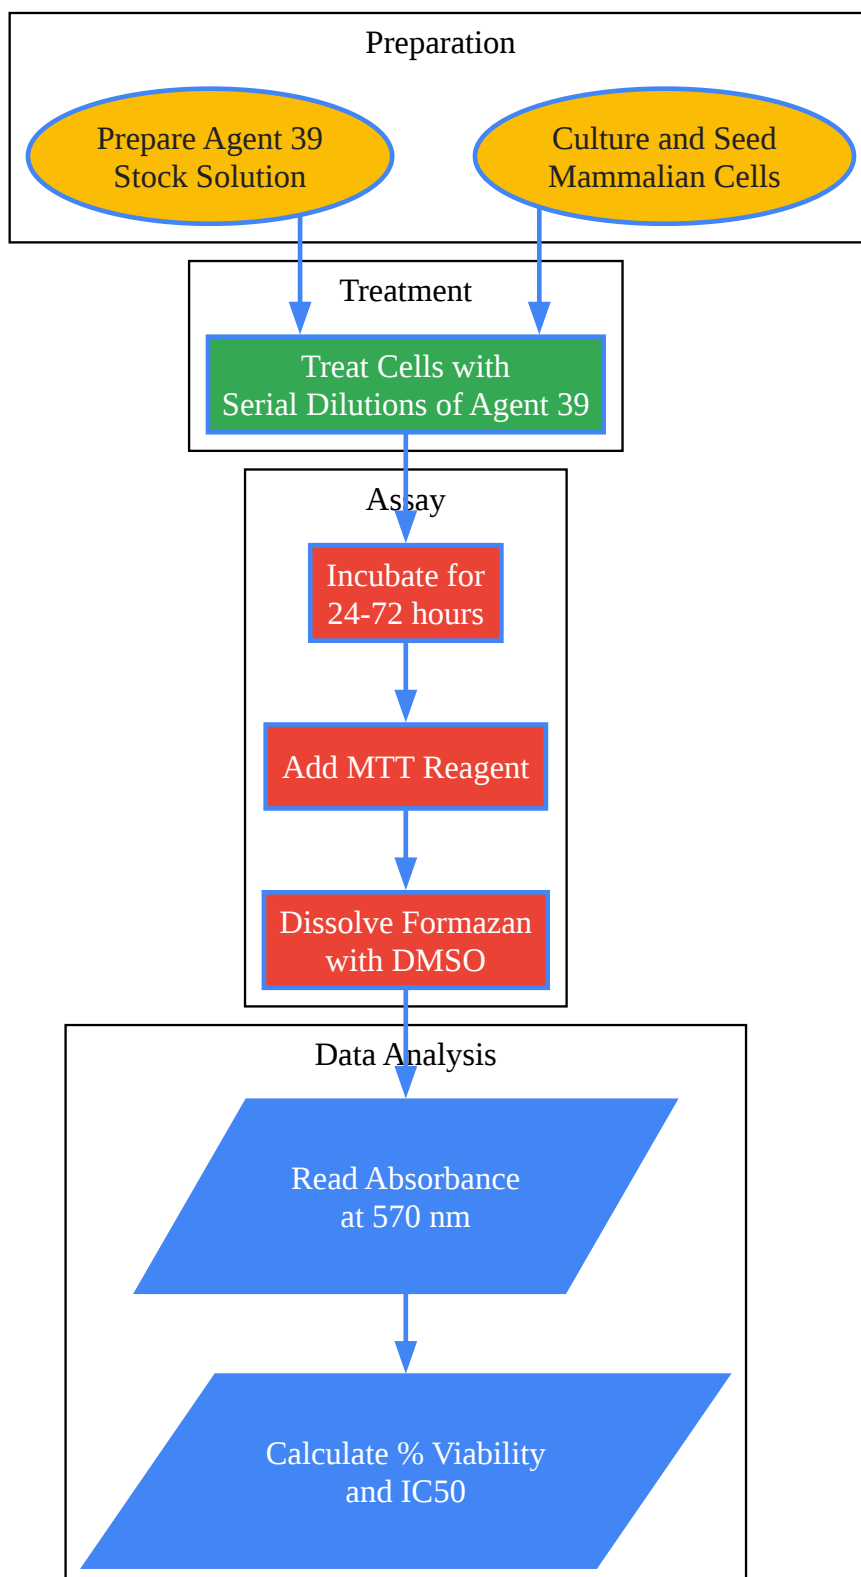 Preparation
Prepare Agent 39
Stock Solution
Culture and Seed
Mammalian Cells
Treatment
Treat Cells with
Serial Dilutions of Agent 39
Assay
Incubate for
24-72 hours
Add MTT Reagent
Dissolve Formazan
with DMSO
Data Analysis
Read Absorbance
at 570 nm
Calculate % Viability
and IC50